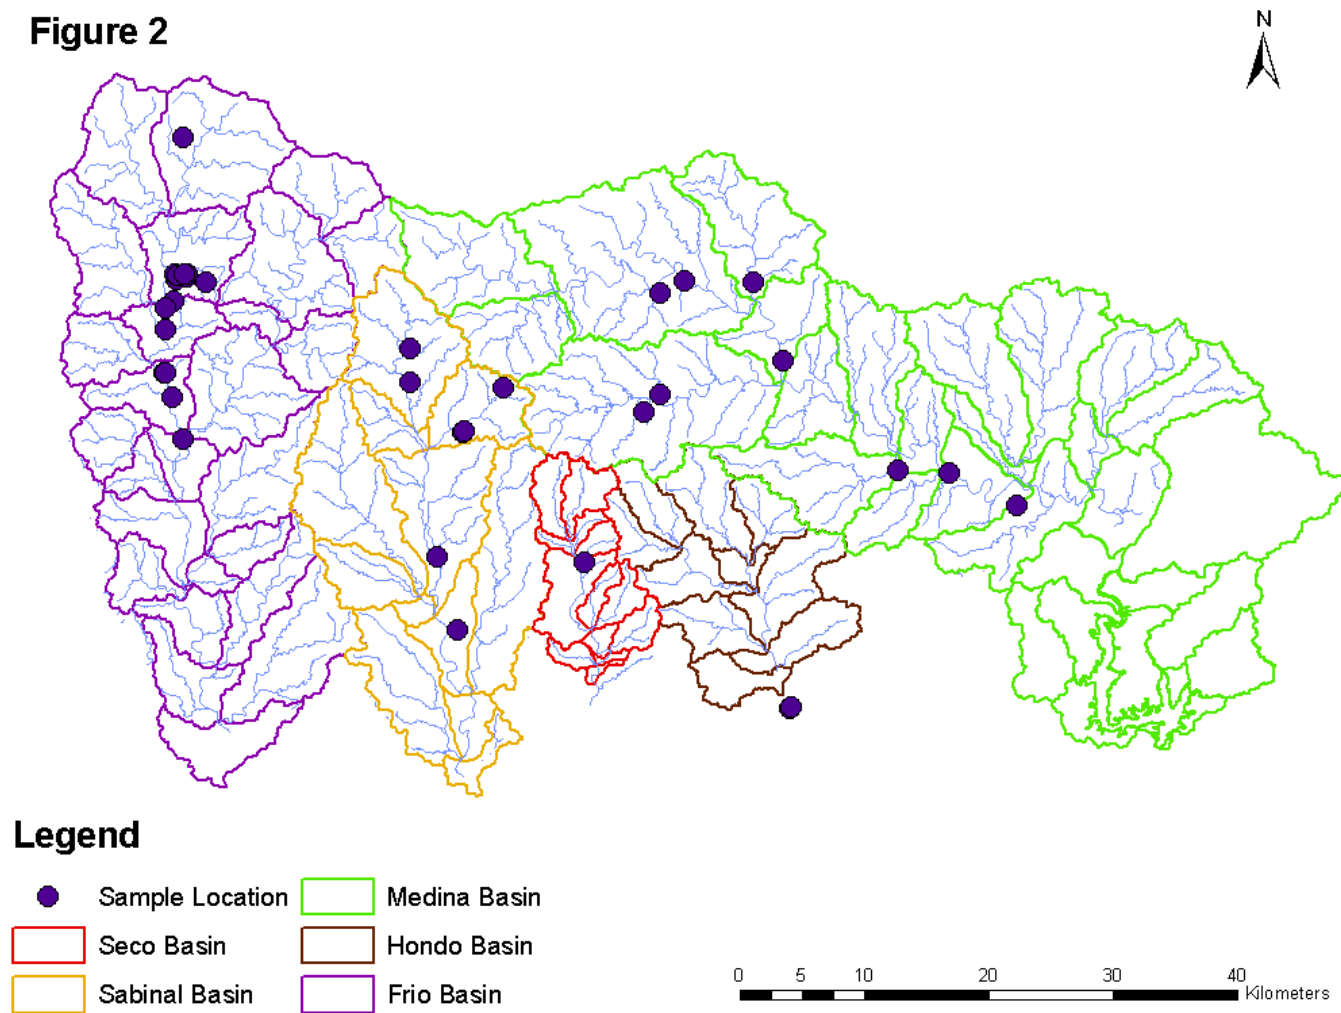 Figure 2
N
Legend
Sample Location
Medina Basin
Seco Basin
Hondo Basin
Sabinal Basin
Frio Basin
0 5 10 20 30 40
Kilometers